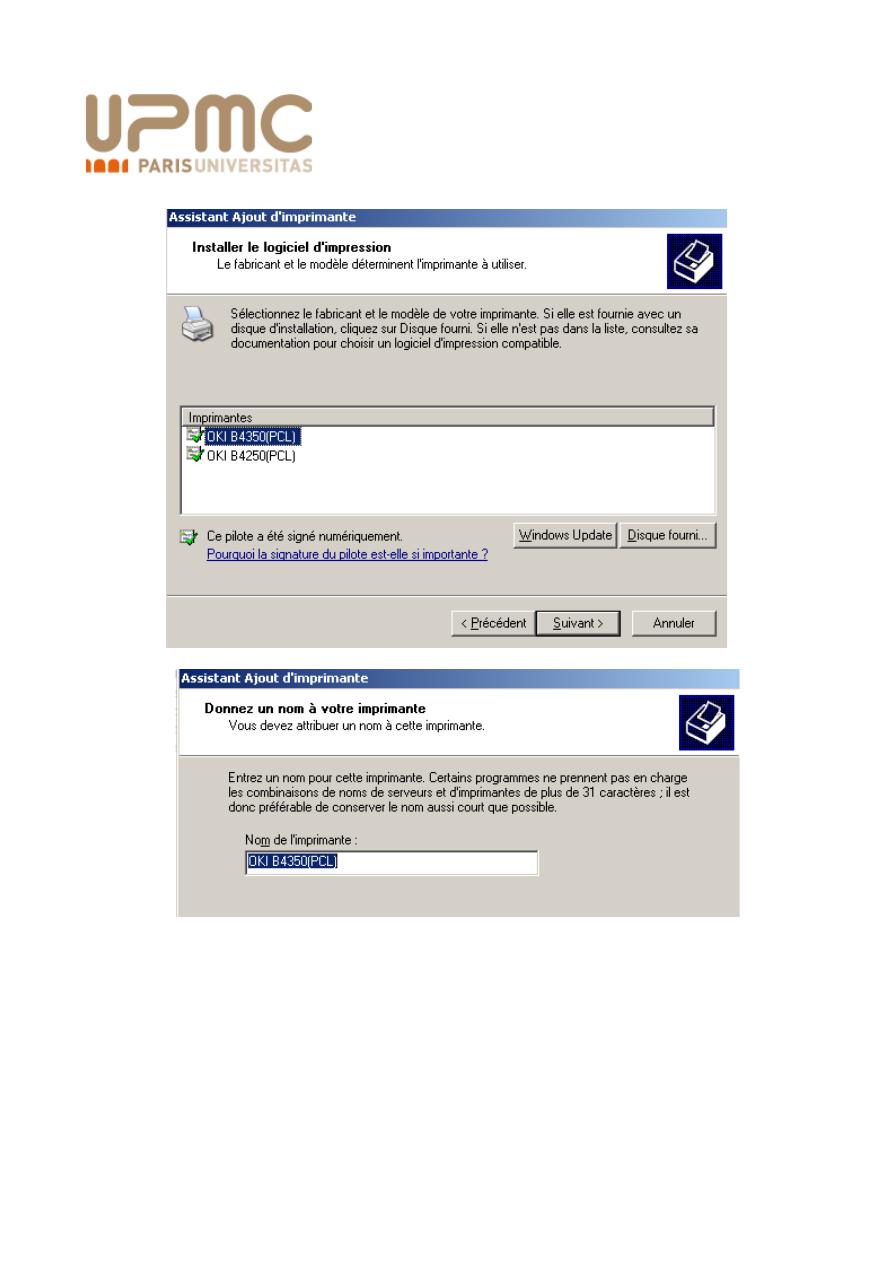 UPMC
PARISUNIVERSITAS
Assistant Ajout d'imprimante
Installer le logiciel d'impression
Le fabricant et le modèle déterminent l'imprimante à utiliser.
Sélectionnez le fabricant et le modèle de votre imprimante. Si elle est fournie avec un
disque d'installation, cliquez sur Disque fourni. Si elle n'est pas dans la liste, consultez sa
documentation pour choisir un logiciel d'impression compatible.
Imprimantes
OKI B4350(PCL)
OKI B4250(PCL)
Ce pilote a été signé numériquement.
Windows Update
Disque fourni...
Pourquoi la signature du pilote est-elle si importante ?
< Précédent
Suivant >
Annuler
Assistant Ajout d'imprimante
Donnez un nom à votre imprimante
Vous devez attribuer un nom à cette imprimante.
Entrez un nom pour cette imprimante. Certains programmes ne prennent pas en charge
les combinaisons de noms de serveurs et d'imprimantes de plus de 31 caractères ; il est
donc préférable de conserver le nom aussi court que possible.
Nom de l'imprimante :
OKI B4350(PCL)